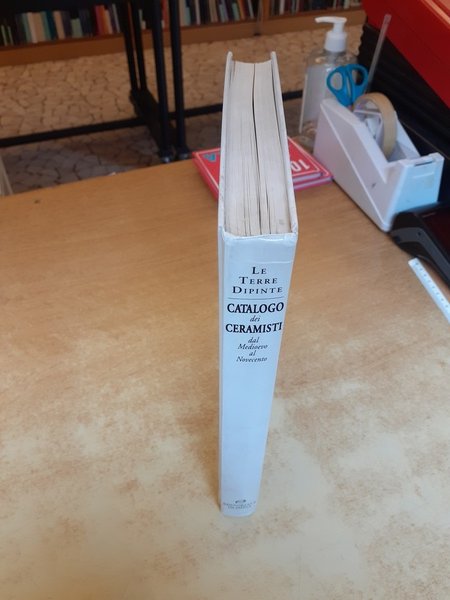 LE
TERRE
DIPINTE
CATALOGO
dei
CERAMISTI
dal
Medioevo
al
Novecento